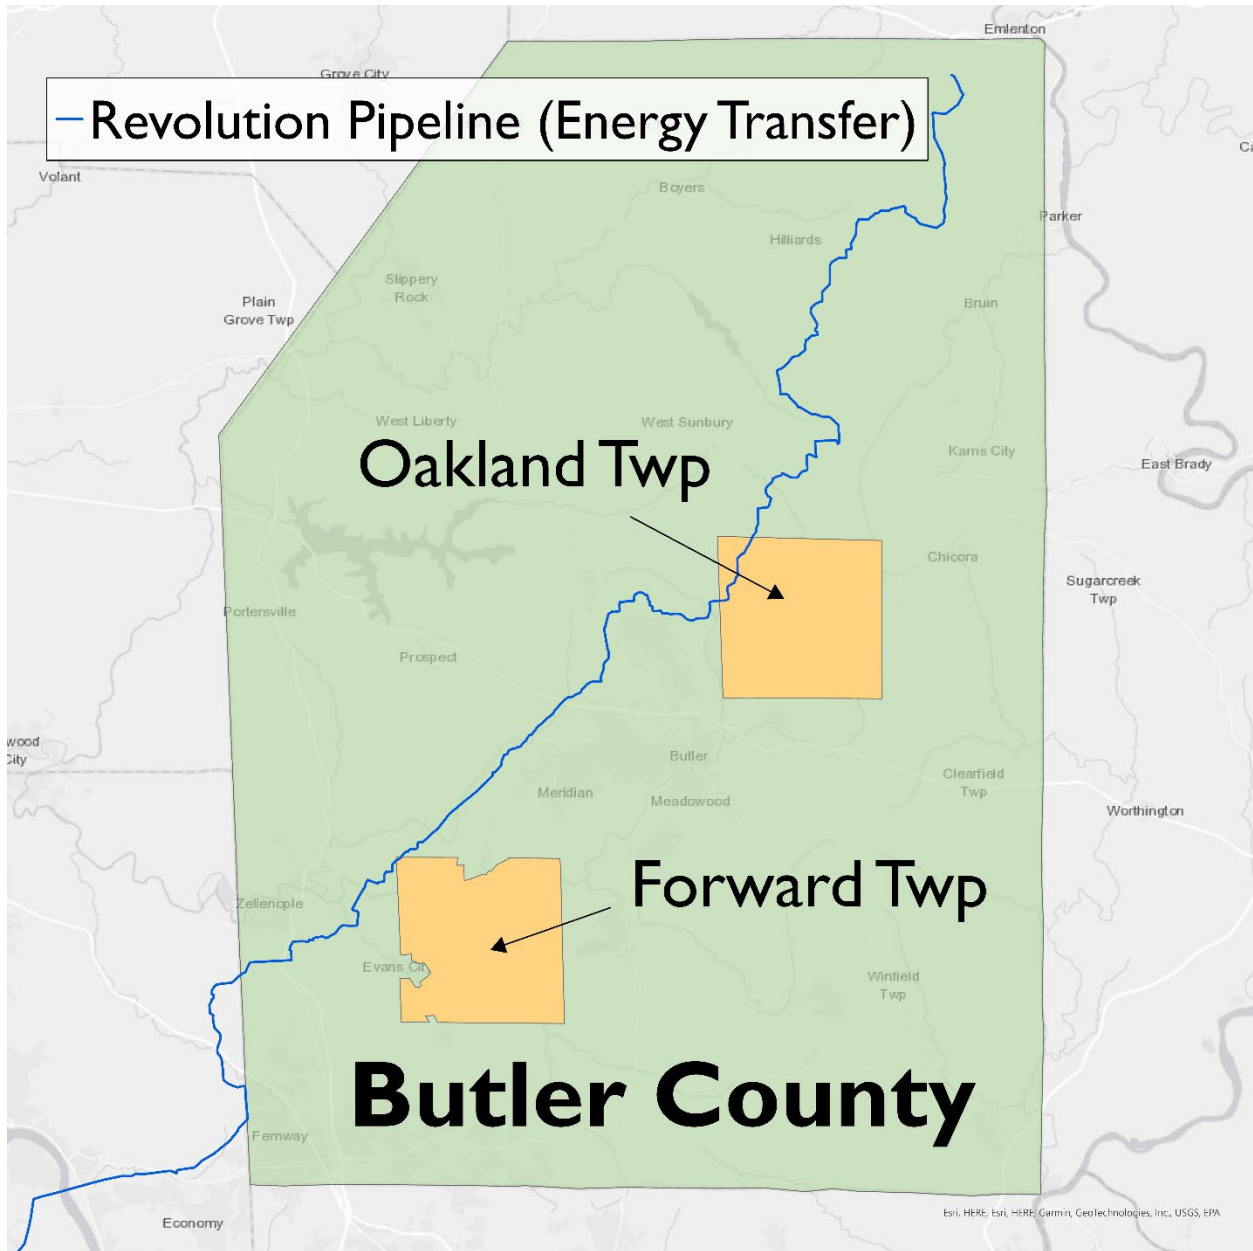 Emlenton
Grove City
Revolution Pipeline (Energy Transfer)
Volant
Boyers
Parker
Hilliards
Slippery
Rock
Plain
Grove Twp
Bruin
West Liberty
West Sunbury
Oakland Twp
Karns City
East Brady
Chicora
Sugarcreek
Twp
Portersville
Prospect
wood
City
Butler
Clearfield
Twp
Meridian
Meadowood
Worthington
Forward Twp
Zelienople
Evans Cit
Winfield
Twp
Butler County
Fernway
Economy
Esri, HERE, Esri, HERE, Garmin, GeoTechnologies, Inc., USGS, EPA